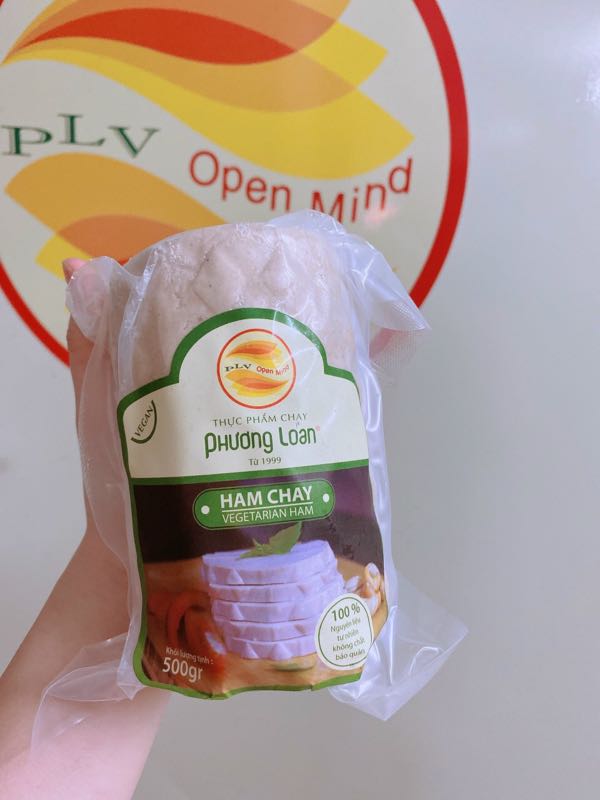 PLV
Open Mind
PLV Open Mind
VEGAN
THỰC PHẨM CHAY
PHƯƠNG LOAN®
Từ 1999
HAM CHAY
VEGETARIAN HAM
100 %
Nguyên liệu
tự nhiên
không chất
bảo quản
Khối lượng tịnh :
500gr